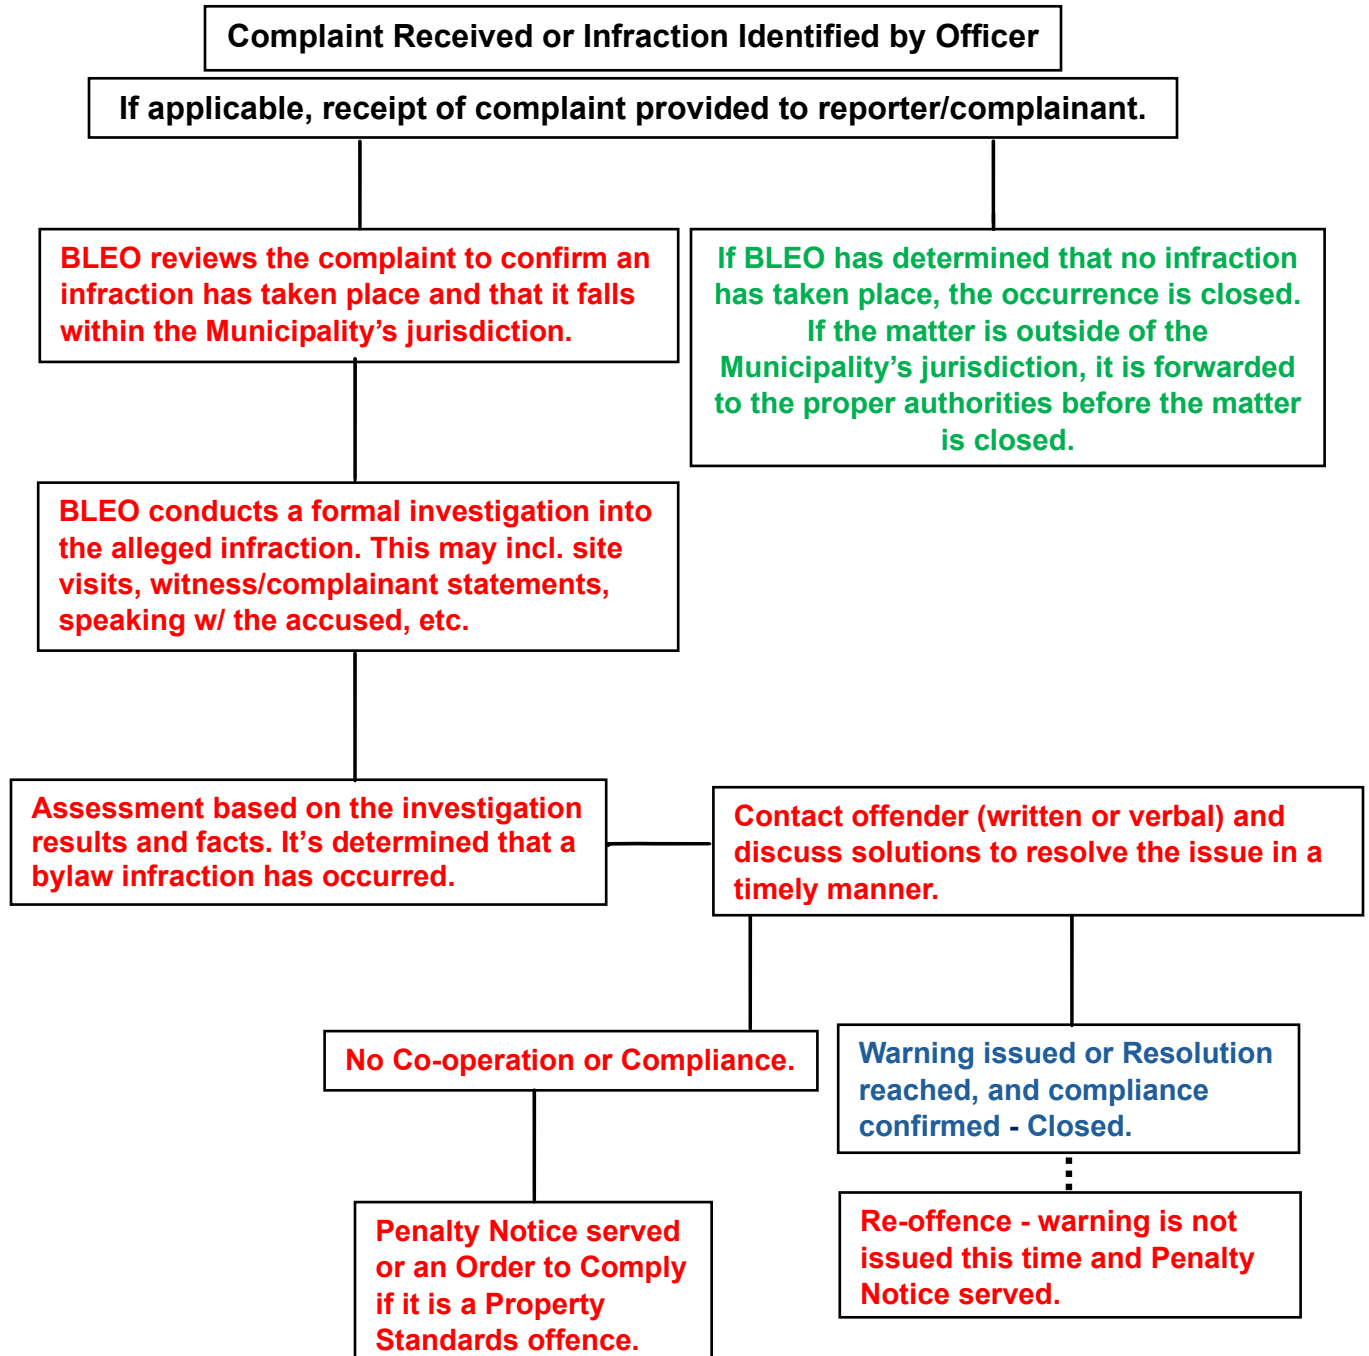 Complaint Received or Infraction Identified by Officer
If applicable, receipt of complaint provided to reporter/complainant.
BLEO reviews the complaint to confirm an
infraction has taken place and that it falls
within the Municipality’s jurisdiction.
If BLEO has determined that no infraction
has taken place, the occurrence is closed.
If the matter is outside of the
Municipality’s jurisdiction, it is forwarded
to the proper authorities before the matter
is closed.
BLEO conducts a formal investigation into
the alleged infraction. This may incl. site
visits, witness/complainant statements,
speaking w/ the accused, etc.
Assessment based on the investigation
results and facts. It’s determined that a
bylaw infraction has occurred.
Contact offender (written or verbal) and
discuss solutions to resolve the issue in a
timely manner.
No Co-operation or Compliance.
Warning issued or Resolution
reached, and compliance
confirmed - Closed.
Penalty Notice served
or an Order to Comply
if it is a Property
Standards offence.
Re-offence - warning is not
issued this time and Penalty
Notice served.